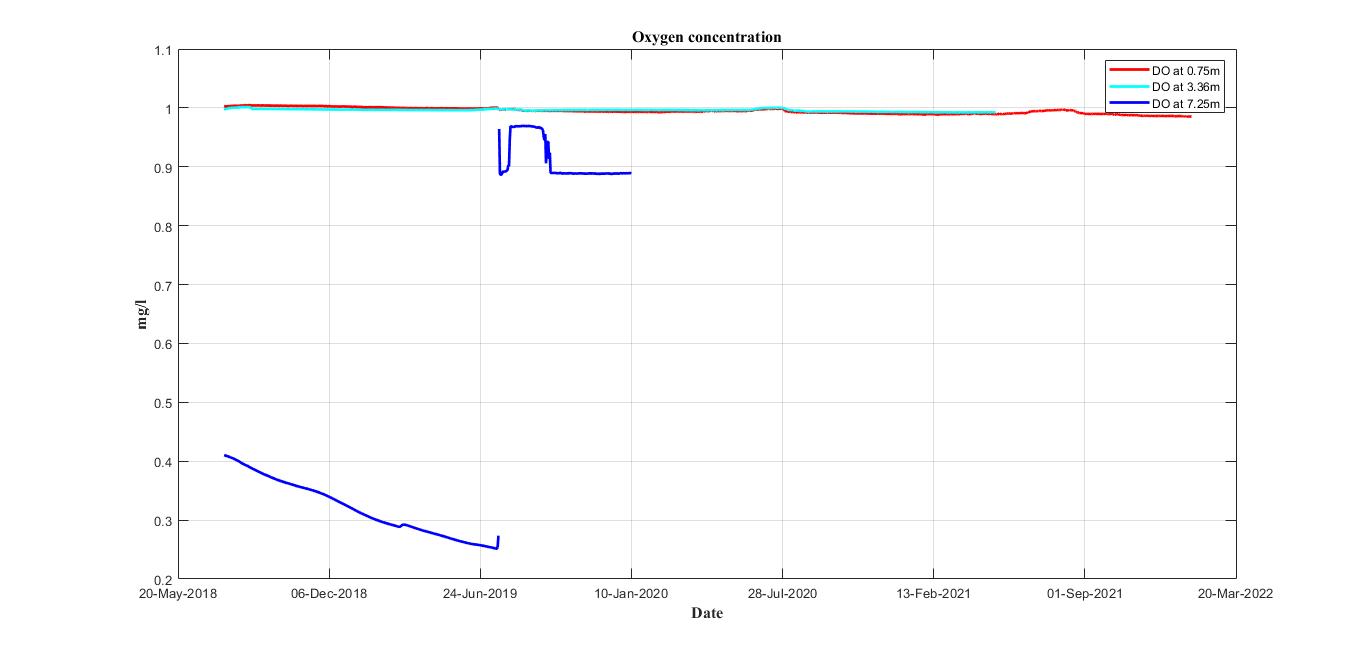 Oxygen concentration
1.1
1
0.9
0.8
0.7
0.6
0.5
0.4
0.3
0.2
mg/l
DO at 0.75m
DO at 3.36m
DO at 7.25m
20-May-2018 06-Dec-2018 24-Jun-2019 10-Jan-2020 28-Jul-2020 13-Feb-2021 01-Sep-2021 20-Mar-2022
Date